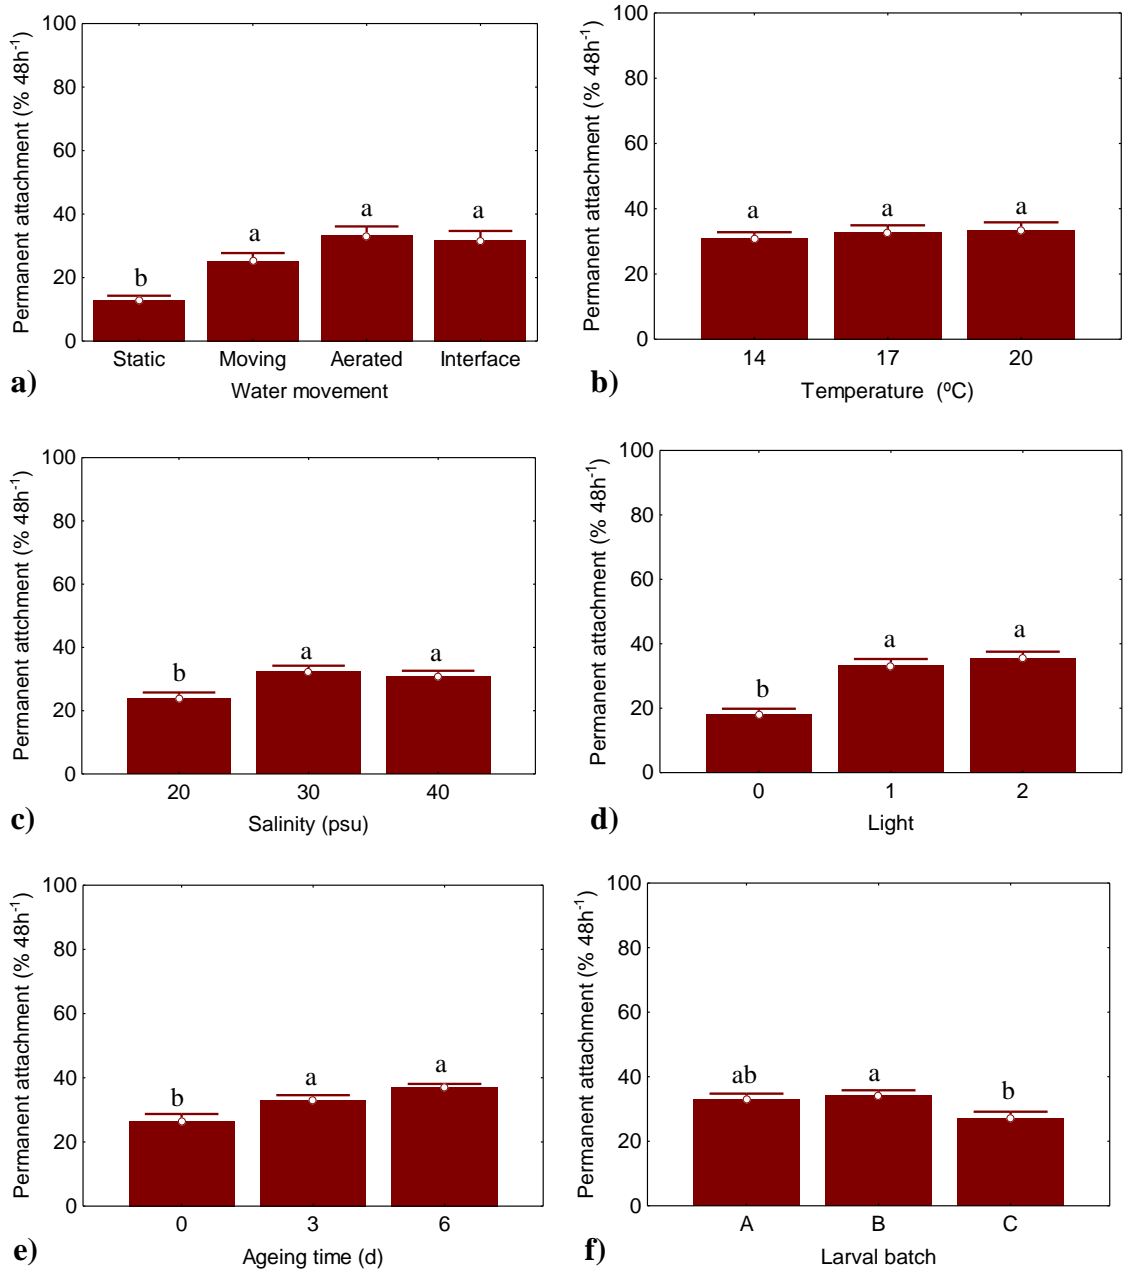 Permanent attachment (% 48h⁻¹)
100
80
60
40
20
0
b
a
a
a
Static Moving Aerated Interface
Water movement
a)
Permanent attachment (% 48h⁻¹)
100
80
60
40
20
0
a
a
a
14 17 20
Temperature (ºC)
b)
Permanent attchment (% 48h⁻¹)
100
80
60
40
20
0
b
a
a
20 30 40
Salinity (psu)
c)
Permanent attachment (% 48h⁻¹)
100
80
60
40
20
0
b
a
a
0 1 2
Light
d)
Permanent attachment (% 48h⁻¹)
100
80
60
40
20
0
b
a
a
0 3 6
Ageing time (d)
e)
Permanent attachment (% 48h⁻¹)
100
80
60
40
20
0
ab
a
b
A B C
Larval batch
f)